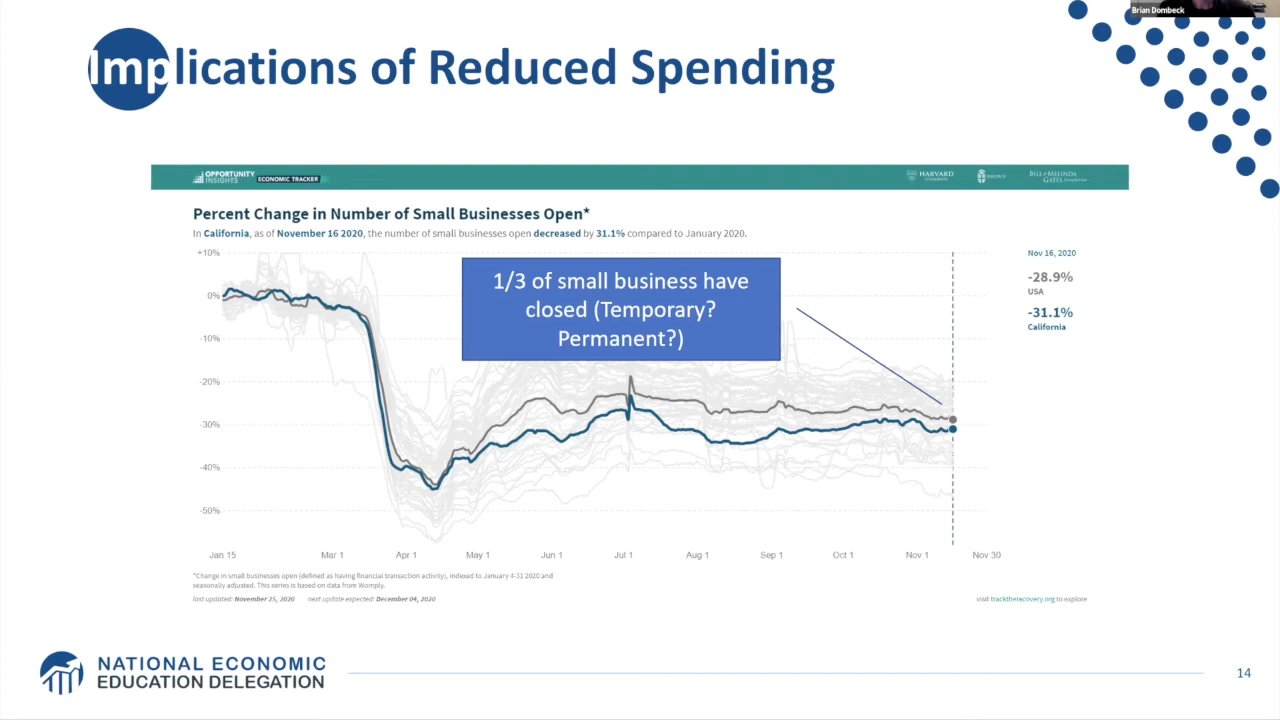 Brian Dombeck
Implications of Reduced Spending
OPPORTUNITY
INSIGHTS
ECONOMIC TRACKER
HARVARD
UNIVERSITY
BROWN
BILL & MELINDA
GATES foundation
Percent Change in Number of Small Businesses Open*
In California, as of November 16 2020, the number of small businesses open decreased by 31.1% compared to January 2020.
+10%
0%
-10%
-20%
-30%
-40%
-50%
1/3 of small business have
closed (Temporary?
Permanent?)
Nov 16, 2020
-28.9%
USA
-31.1%
California
Jan 15
Mar 1
Apr 1
May 1
Jun 1
Jul 1
Aug 1
Sep 1
Oct 1
Nov 1
Nov 30
*Change in small businesses open (defined as having financial transaction activity), indexed to January 4-31 2020 and
seasonally adjusted. This series is based on data from Womply.
last updated: November 25, 2020 next update expected: December 04, 2020
visit tracktherecovery.org to explore
NATIONAL ECONOMIC
EDUCATION DELEGATION
14